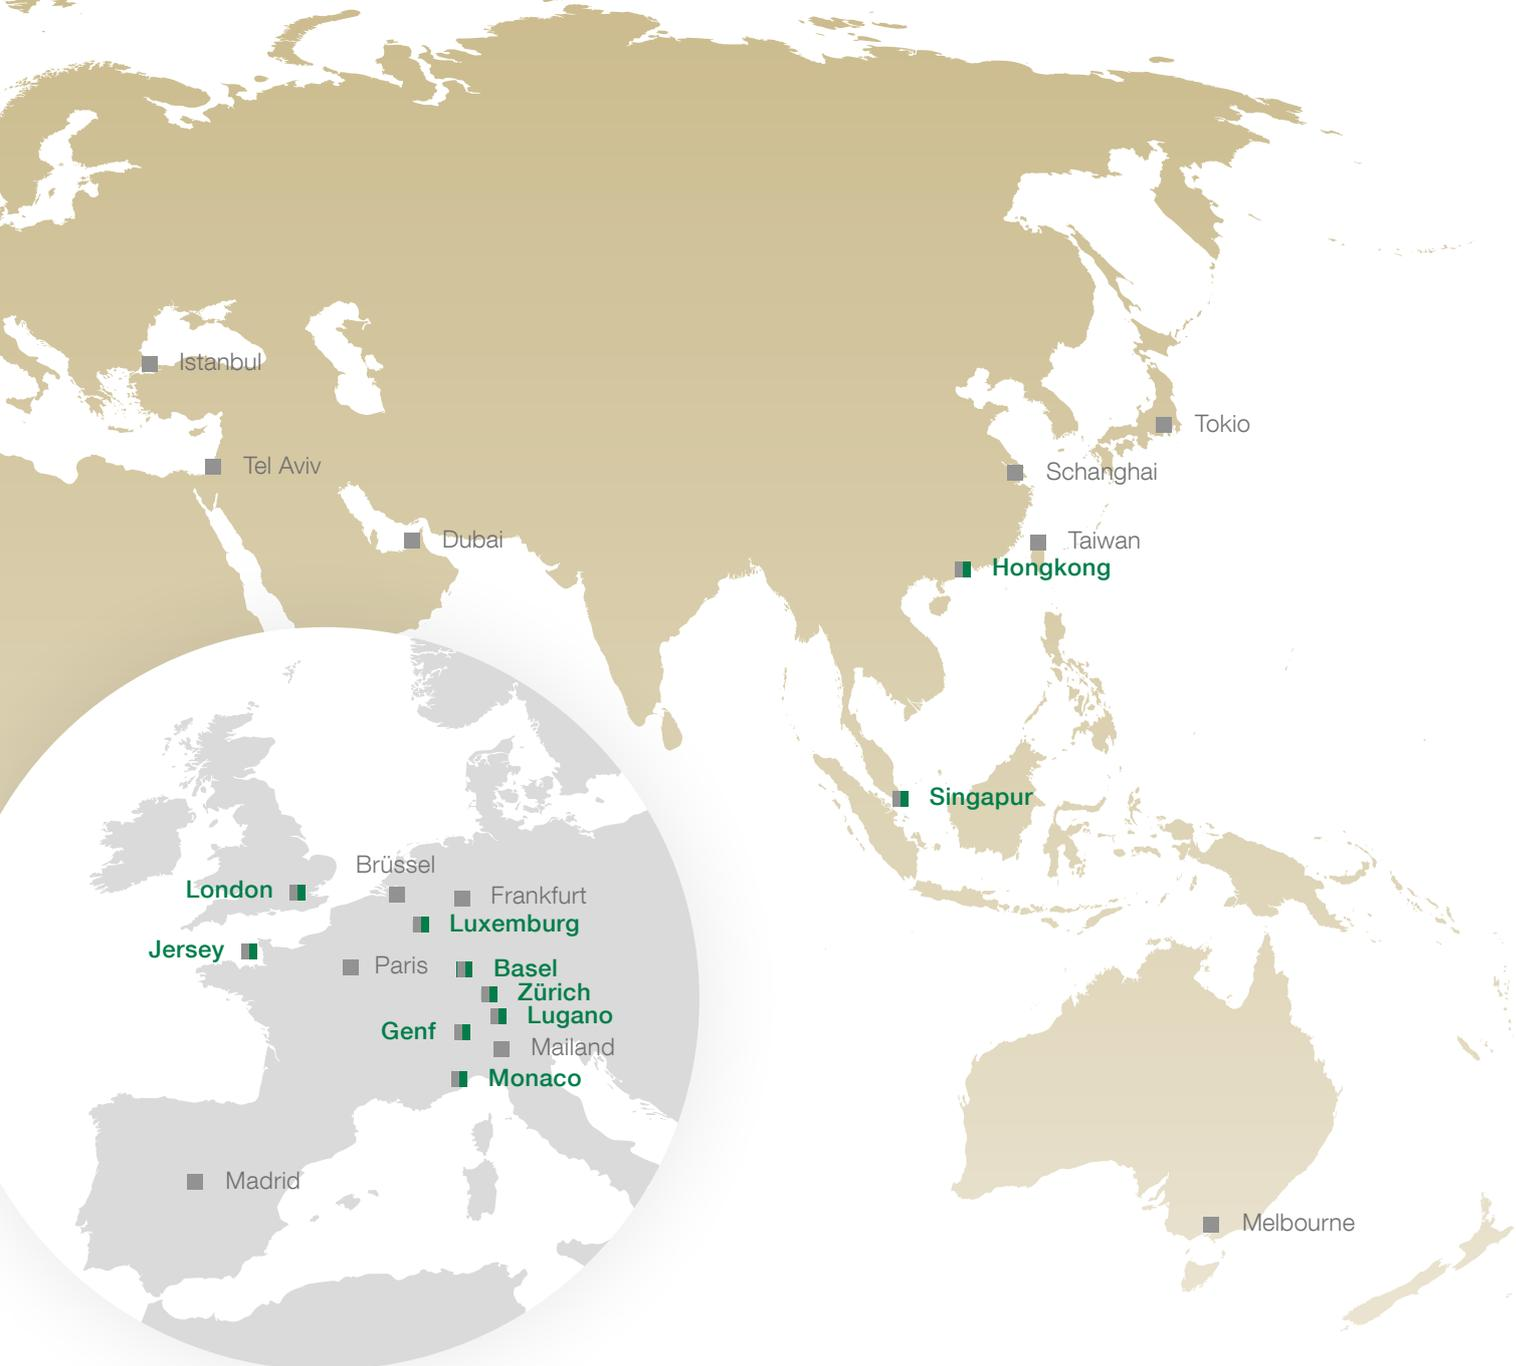 Istanbul
Tokio
Tel Aviv
Schanghai
Dubai
Taiwan
Hongkong
Singapur
Brüssel
London
Frankfurt
Luxemburg
Jersey
Paris
Basel
Zürich
Lugano
Genf
Mailand
Monaco
Madrid
Melbourne